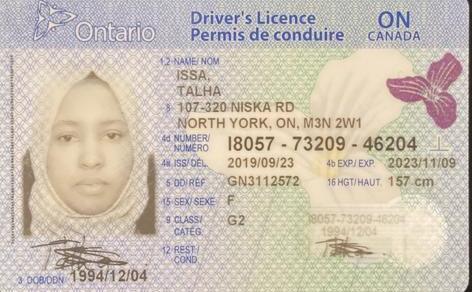 Ontario
Driver's Licence
Permis de conduire
ON
CANADA
1,2 NAME/ NOM
ISSA,
TALHA
8 107-320 NISKA RD
NORTH YORK, ON, M3N 2W1
4d NUMBER/ NUMÉRO I8057 - 73209 - 46204
4a ISS/DÉL. 2019/09/23 4b EXP./EXP. 2023/11/09
5 DD/RÉF GN3112572 16 HGT/HAUT. 157 cm
15 SEX/SEXE F
9 CLASS/ CATÉG. G2
I8057-73209-46204
1994/12/04
12 REST./ COND.
3 DOB/DDN 1994/12/04